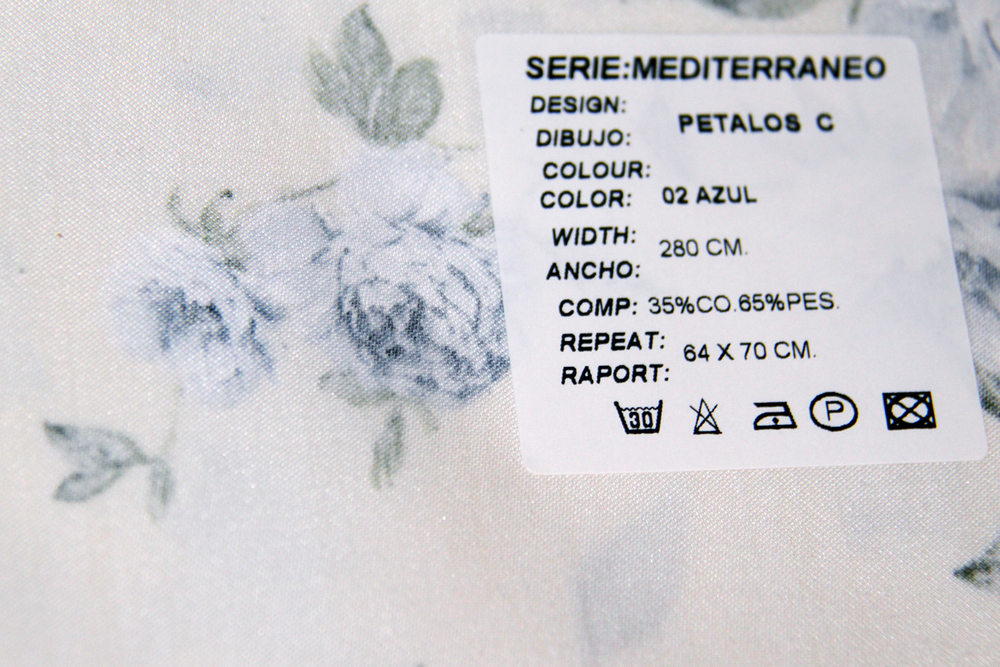 SERIE:MEDITERRANEO
DESIGN:
DIBUJO:
PETALOS C
COLOUR:
COLOR: 02 AZUL
WIDTH:
ANCHO:
280 CM.
COMP: 35%CO.65%PES.
REPEAT:
RAPORT:
64 X 70 CM.
30 P